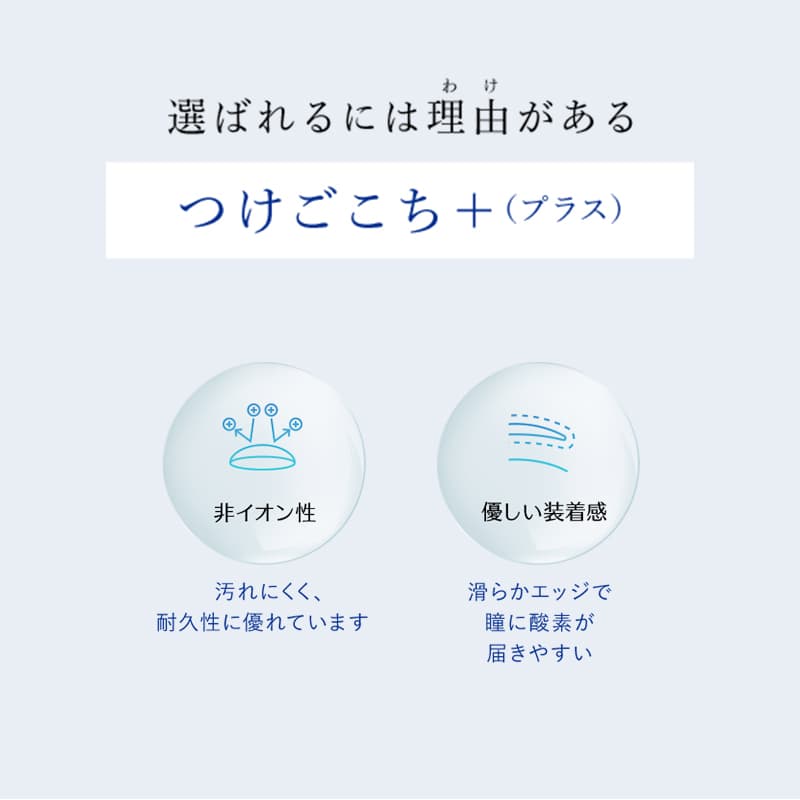 選ばれるには理由がある
わけ
つけごこち＋（プラス）
非イオン性
汚れにくく、
耐久性に優れています
優しい装着感
滑らかエッジで
瞳に酸素が
届きやすい